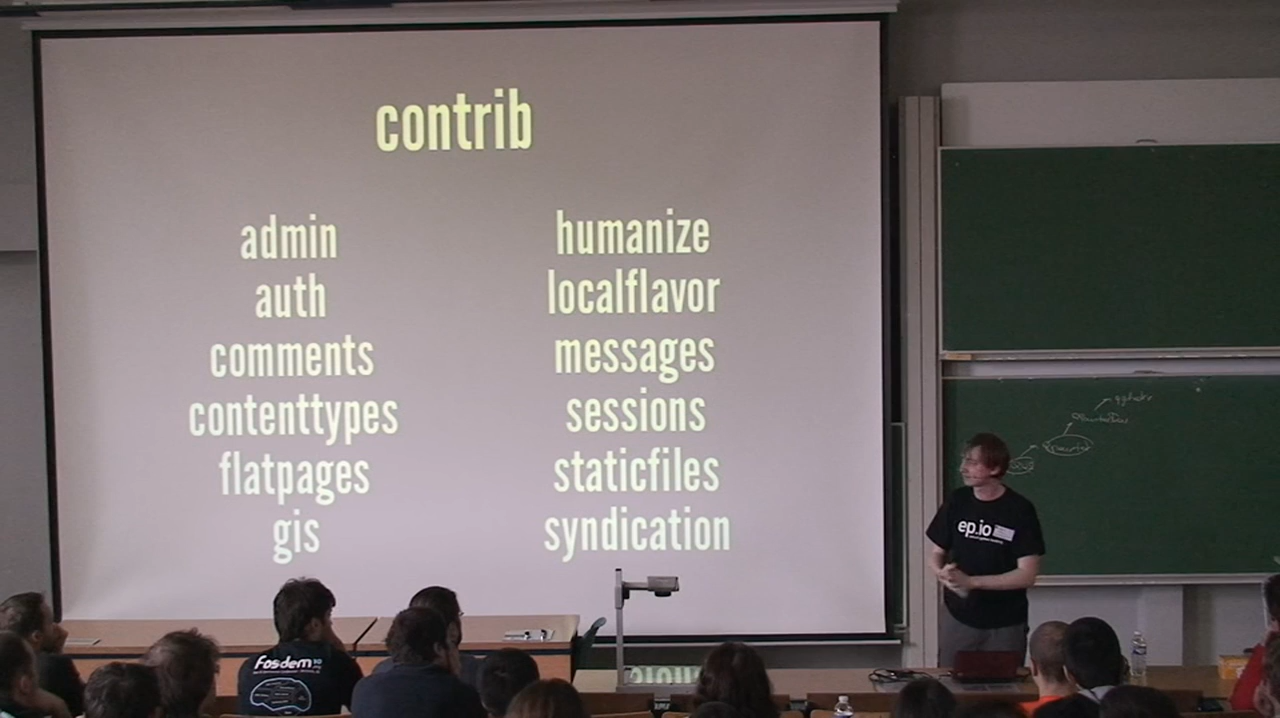 contrib
admin
auth
comments
contenttypes
flatpages
gis
humanize
localflavor
messages
sessions
staticfiles
syndication
ep.io
Fosdem